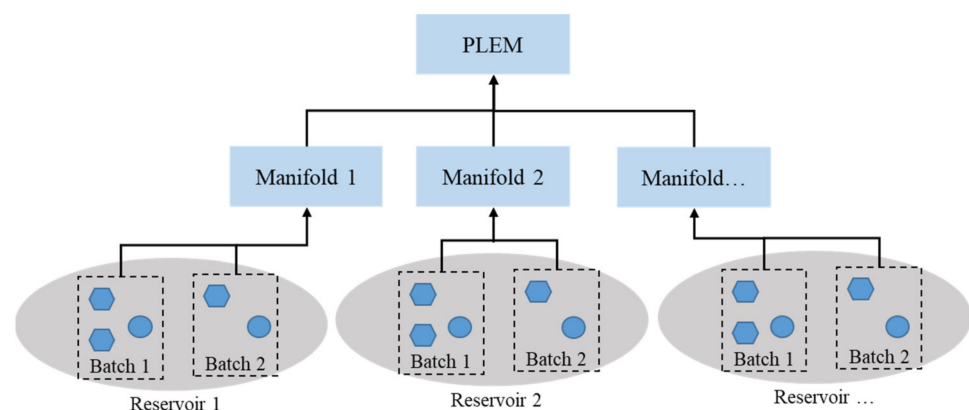 PLEM
Manifold 1
Manifold 2
Manifold…
Batch 1
Batch 2
Batch 1
Batch 2
Batch 1
Batch 2
Reservoir 1
Reservoir 2
Reservoir …